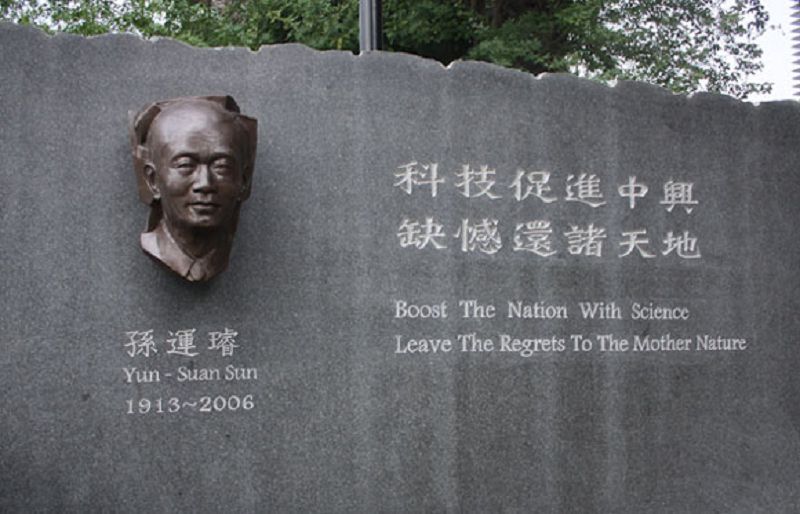 科技促進中興
缺憾還諸天地
Boost The Nation With Science
Leave The Regrets To The Mother Nature
孫運璿
Yun - Suan Sun
1913~2006